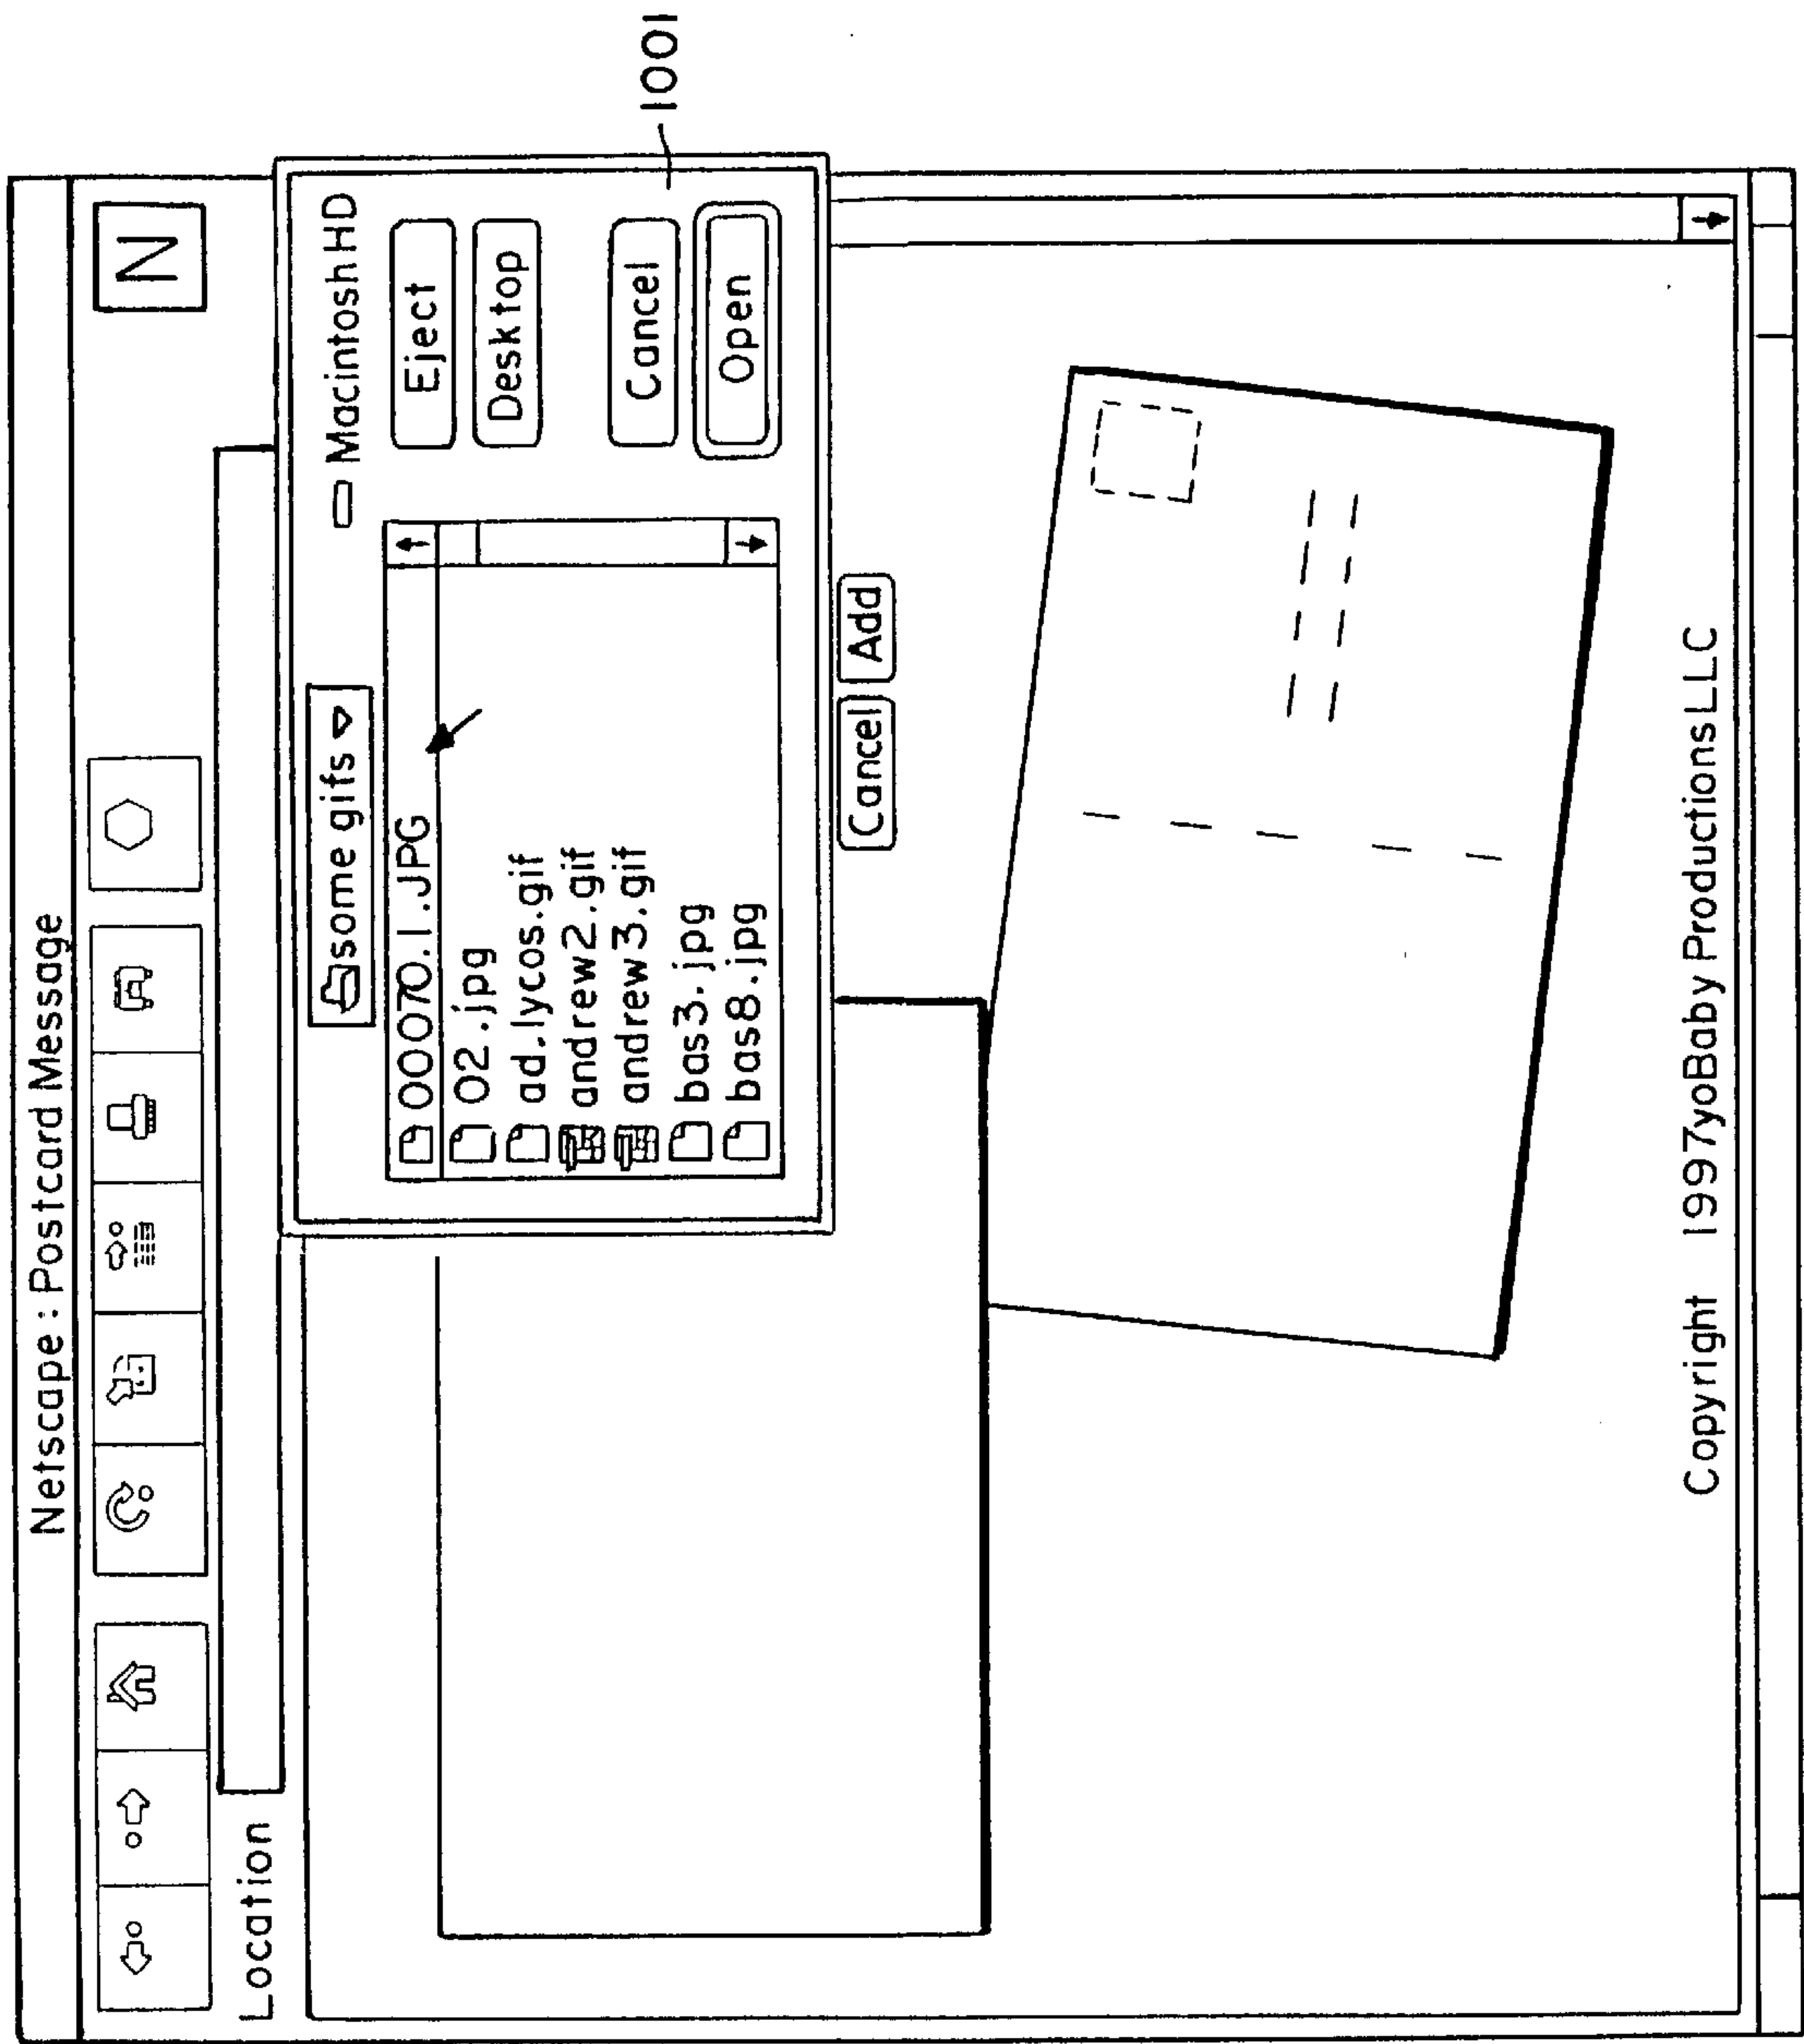 Netscape : Postcard Message
N
Location
some gifs
Macintosh HD
00070.1.JPG
02.jpg
ad.lycos.gif
andrew2.gif
andrew3.gif
bas3.jpg
bas8.jpg
Eject
Desktop
Cancel
Open
1001
Cancel Add
Copyright 1997yoBaby Productions LLC